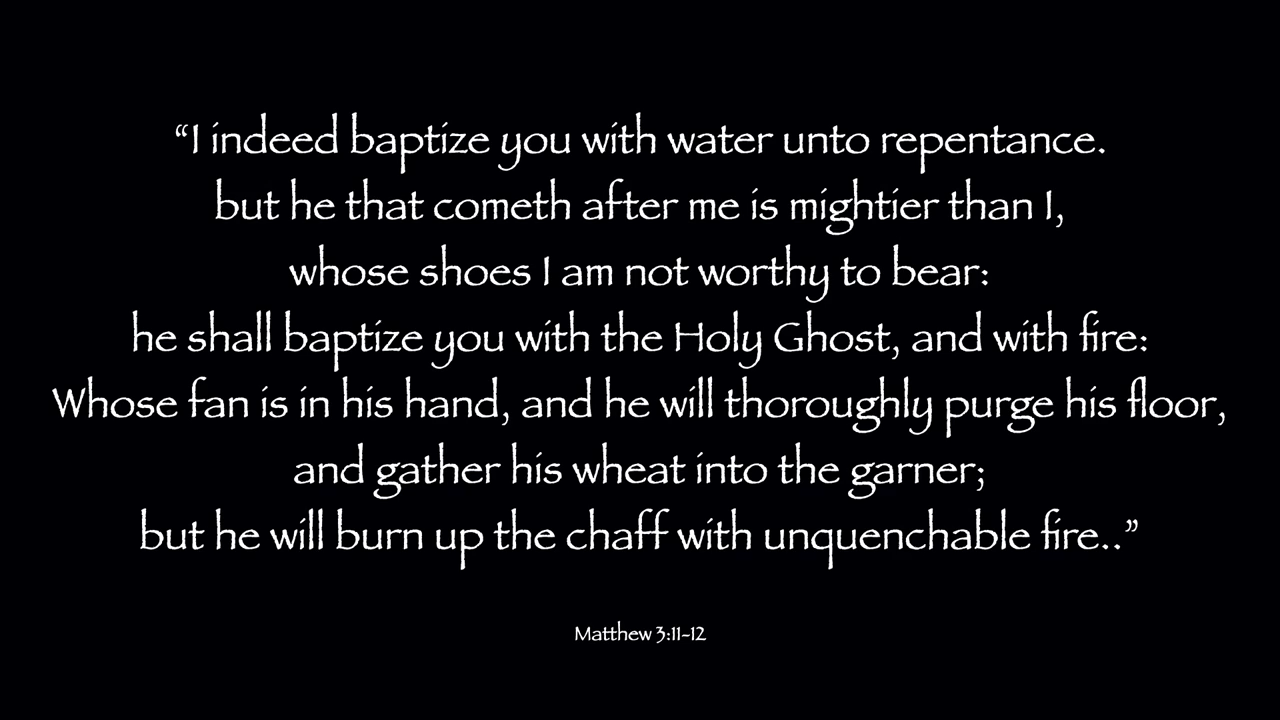 “I indeed baptize you with water unto repentance.
but he that cometh after me is mightier than I,
whose shoes I am not worthy to bear:
he shall baptize you with the Holy Ghost, and with fire:
Whose fan is in his hand, and he will thoroughly purge his floor,
and gather his wheat into the garner;
but he will burn up the chaff with unquenchable fire..”
Matthew 3:11-12